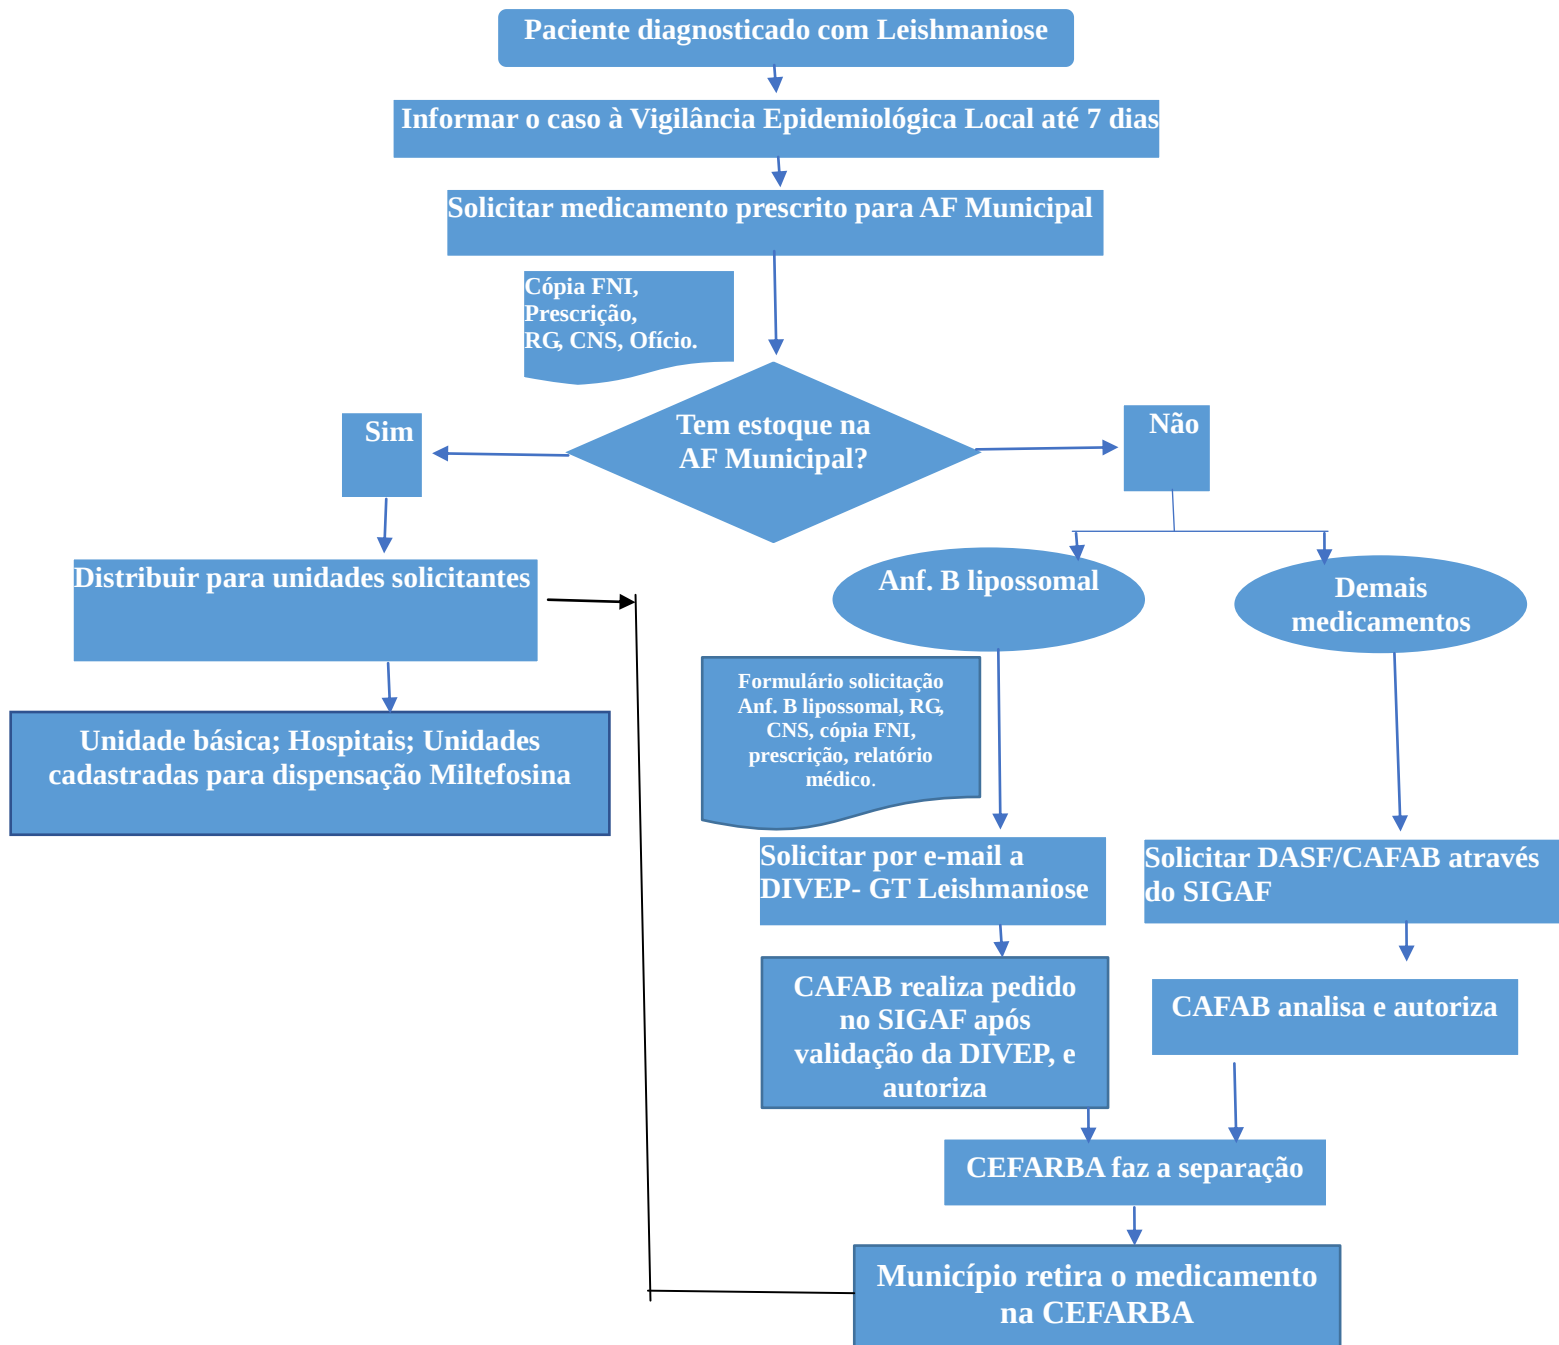 Paciente diagnosticado com Leishmaniose
Informar o caso à Vigilância Epidemiológica Local até 7 dias
Solicitar medicamento prescrito para AF Municipal
Cópia FNI,
Prescrição,
RG, CNS, Ofício.
Tem estoque na
AF Municipal?
Sim
Não
Distribuir para unidades solicitantes
Unidade básica; Hospitais; Unidades
cadastradas para dispensação Miltefosina
Anf. B lipossomal
Demais
medicamentos
Formulário solicitação
Anf. B lipossomal, RG,
CNS, cópia FNI,
prescrição, relatório
médico.
Solicitar por e-mail a
DIVEP- GT Leishmaniose
Solicitar DASF/CAFAB através
do SIGAF
CAFAB realiza pedido
no SIGAF após
validação da DIVEP, e
autoriza
CAFAB analisa e autoriza
CEFARBA faz a separação
Município retira o medicamento
na CEFARBA